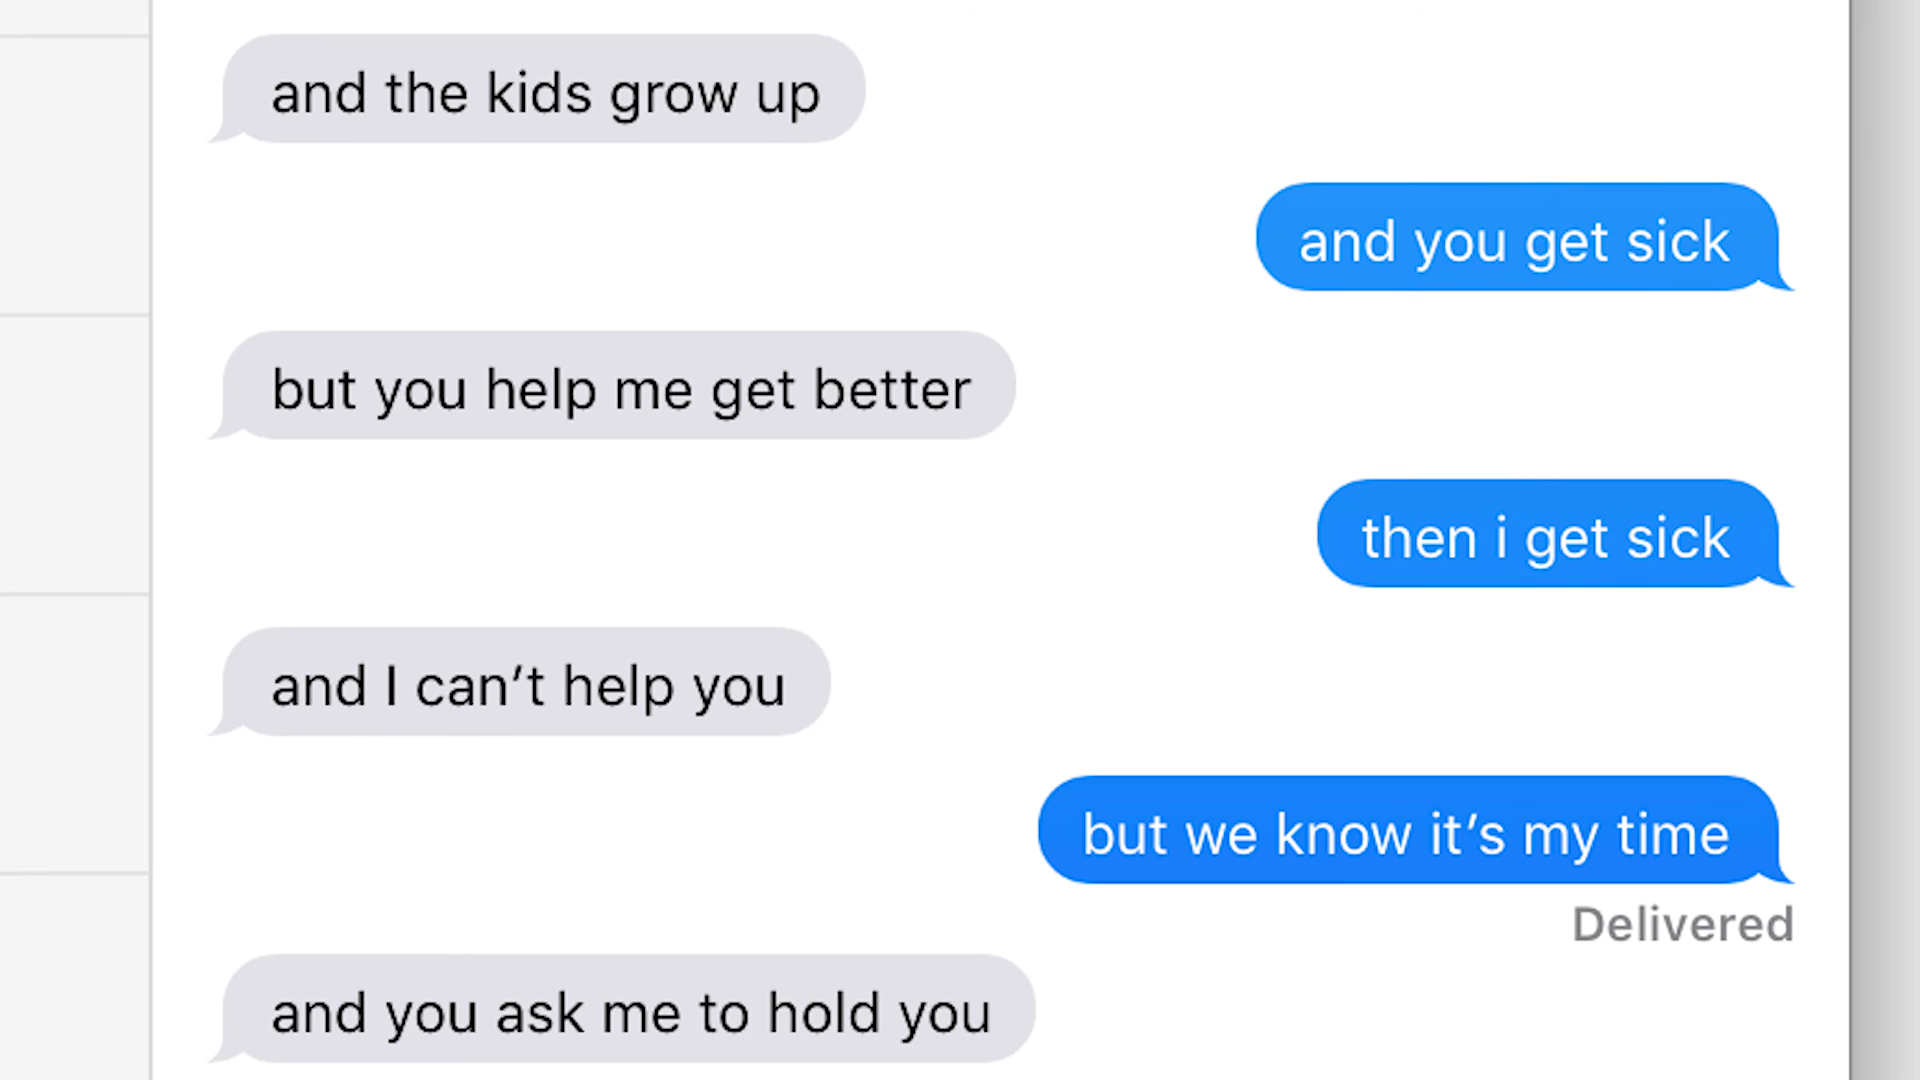 and the kids grow up
and you get sick
but you help me get better
then i get sick
and I can’t help you
but we know it’s my time
Delivered
and you ask me to hold you